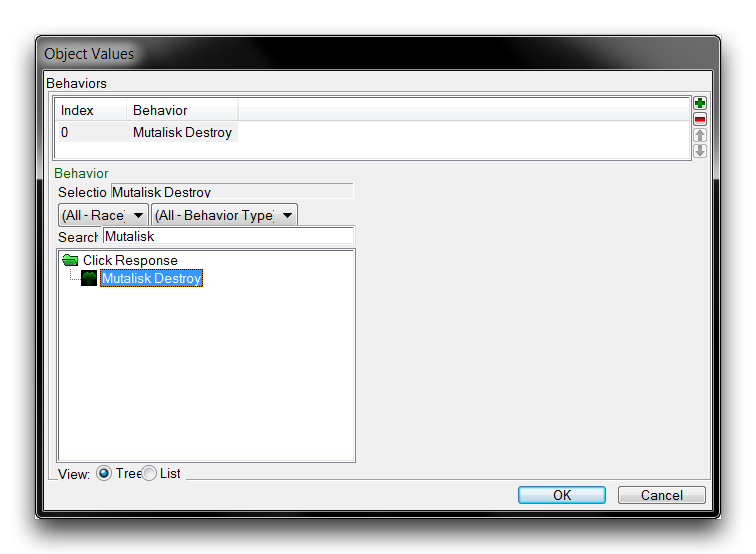 Object Values
Behaviors
Index Behavior
0 Mutalisk Destroy
Behavior
Selectio Mutalisk Destroy
(All - Race) (All - Behavior Type)
Search Mutalisk
Click Response
Mutalisk Destroy
View: Tree List
OK Cancel